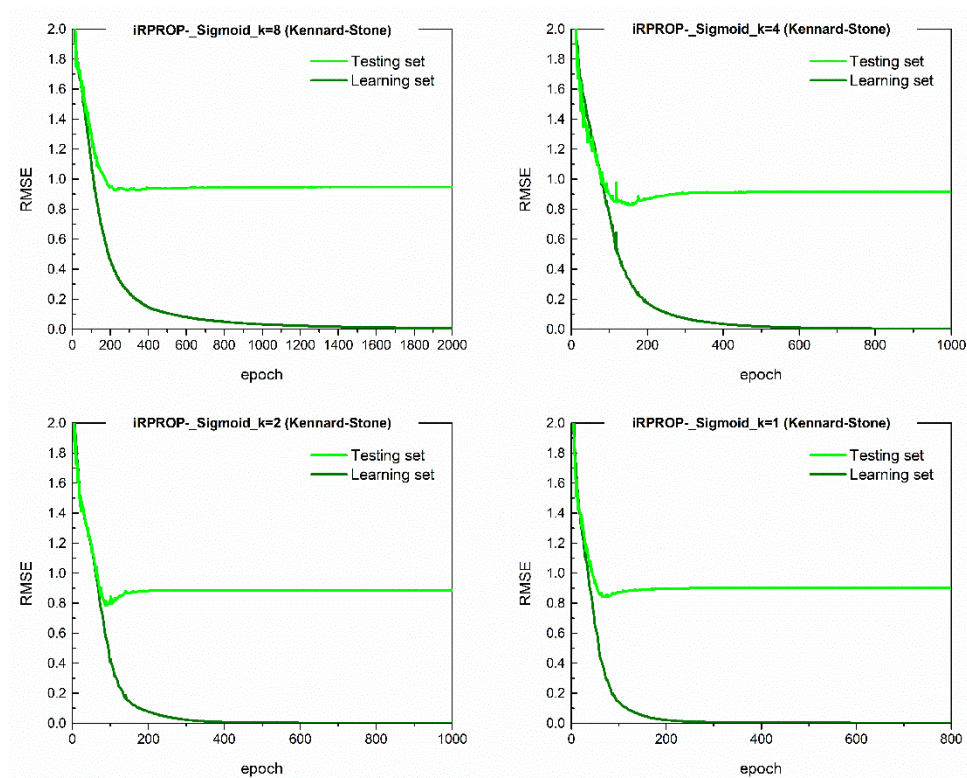 iRPROP-_Sigmoid_k=8 (Kennard-Stone)
Testing set
Learning set
RMSE
2.0
1.8
1.6
1.4
1.2
1.0
0.8
0.6
0.4
0.2
0.0
0 200 400 600 800 1000 1200 1400 1600 1800 2000
epoch
iRPROP-_Sigmoid_k=4 (Kennard-Stone)
Testing set
Learning set
RMSE
2.0
1.8
1.6
1.4
1.2
1.0
0.8
0.6
0.4
0.2
0.0
0 200 400 600 800 1000
epoch
iRPROP-_Sigmoid_k=2 (Kennard-Stone)
Testing set
Learning set
RMSE
2.0
1.8
1.6
1.4
1.2
1.0
0.8
0.6
0.4
0.2
0.0
0 200 400 600 800 1000
epoch
iRPROP-_Sigmoid_k=1 (Kennard-Stone)
Testing set
Learning set
RMSE
2.0
1.8
1.6
1.4
1.2
1.0
0.8
0.6
0.4
0.2
0.0
0 200 400 600 800
epoch